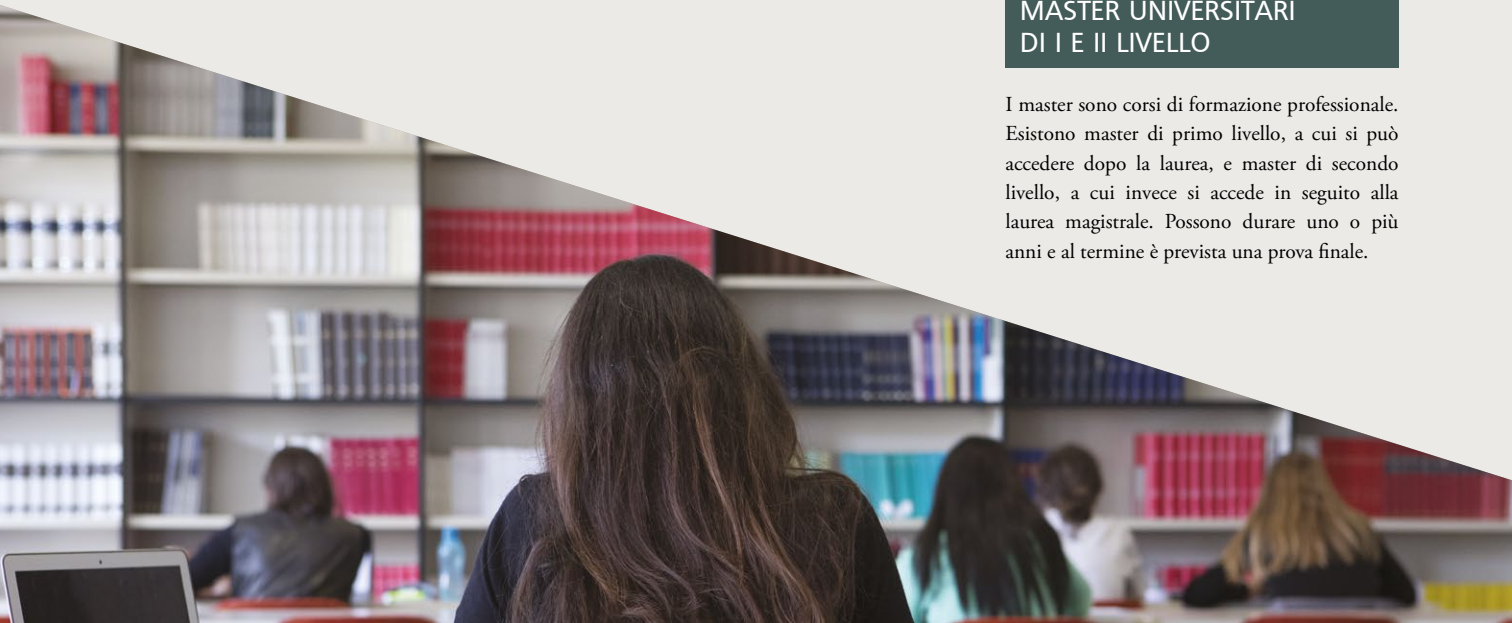 MASTER UNIVERSITARI
DI I E II LIVELLO
I master sono corsi di formazione professionale.
Esistono master di primo livello, a cui si può
accedere dopo la laurea, e master di secondo
livello, a cui invece si accede in seguito alla
laurea magistrale. Possono durare uno o più
anni e al termine è prevista una prova finale.